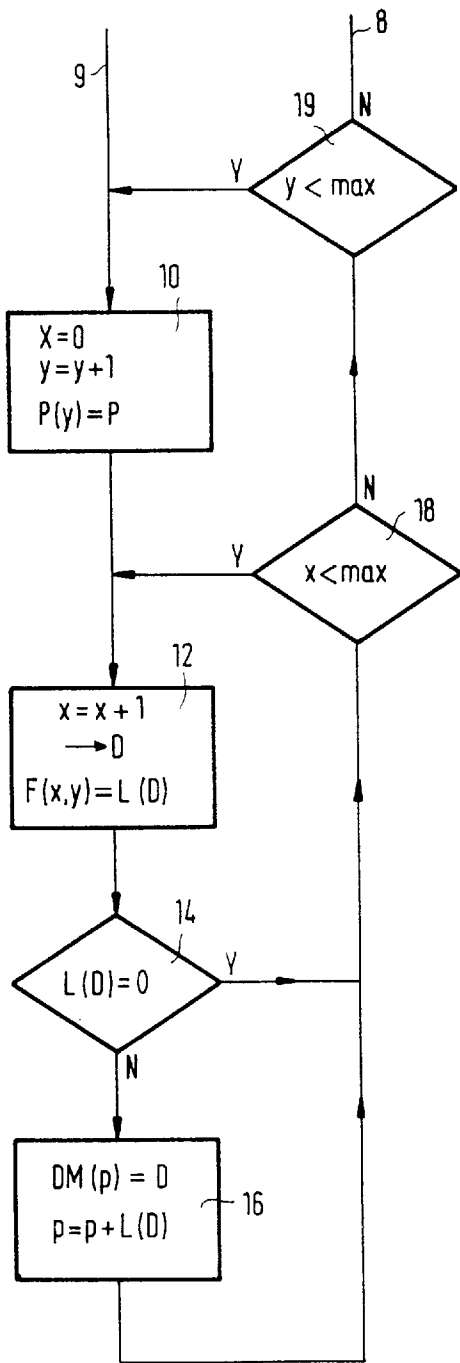 8
9
19
N
Y
y < max
10
X=0
y=y+1
P(y)=P
N
18
Y
x<max
12
x=x+1
→D
F(x,y)=L(D)
14
L(D)=0
Y
N
DM(p)=D
p=p+L(D)
16